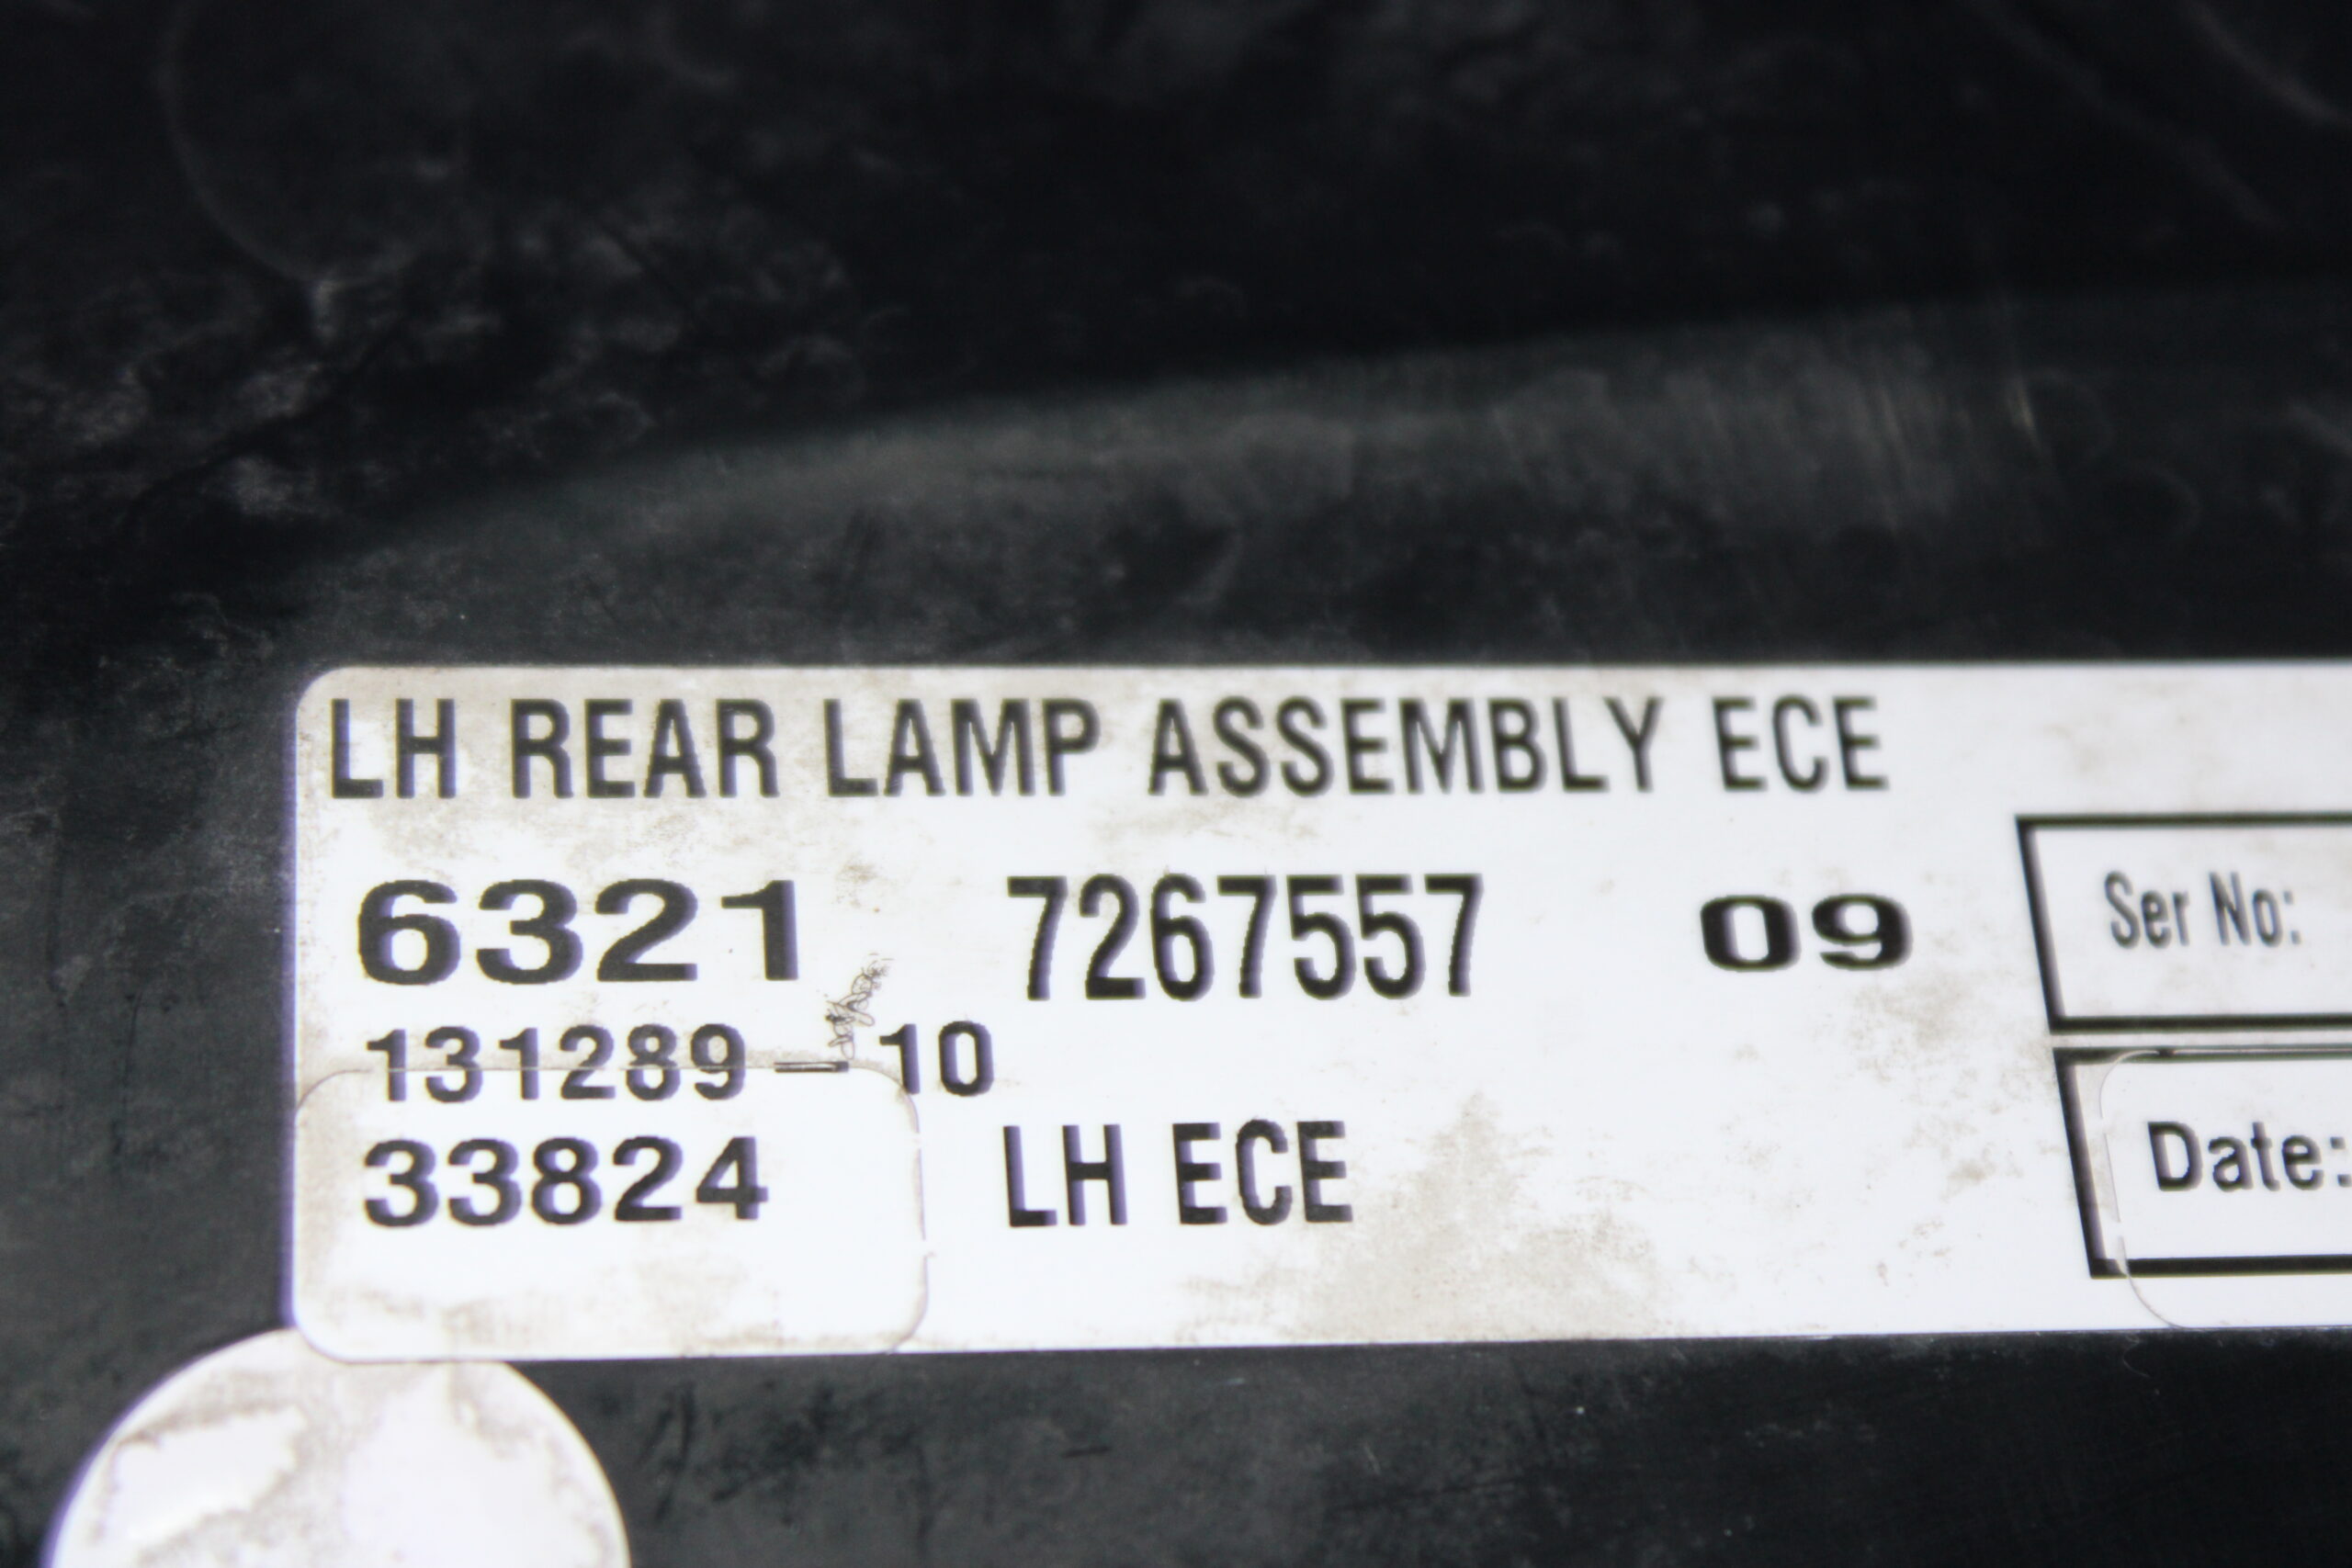 LH REAR LAMP ASSEMBLY ECE
6321 7267557 09
Ser No:
131289-10
33824 LH ECE
Date: